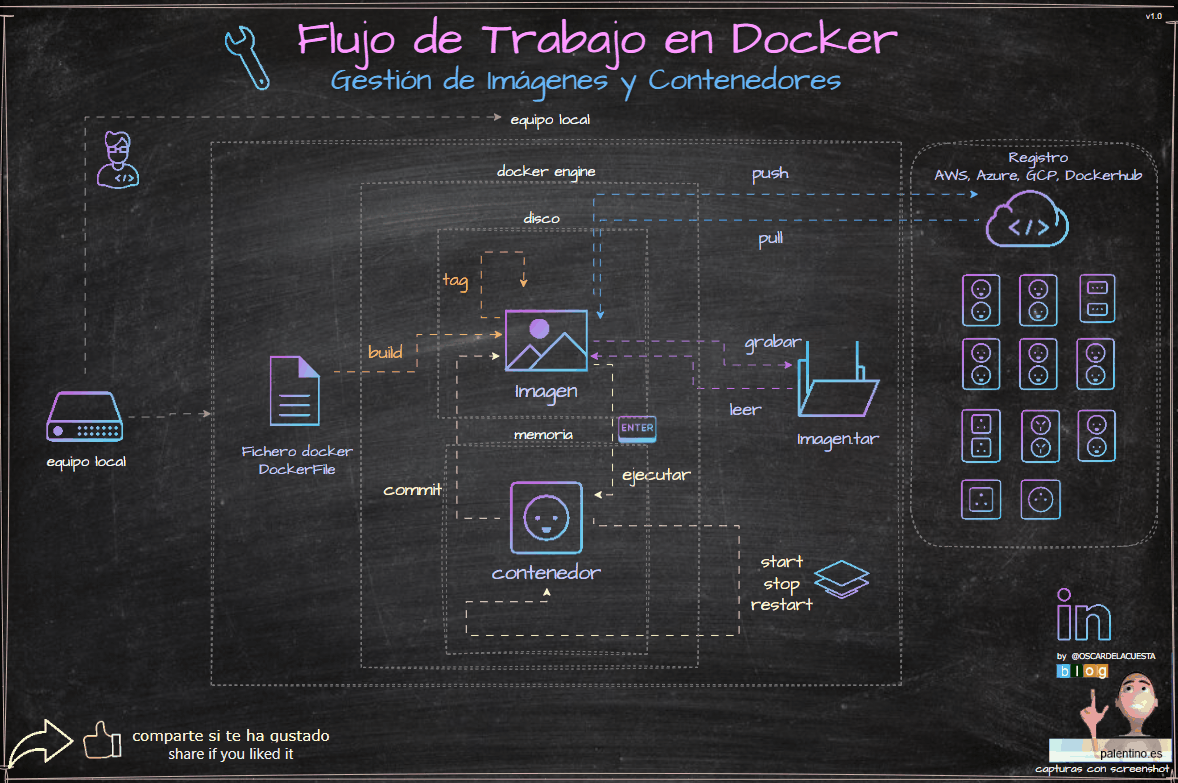 v1.0
Flujo de Trabajo en Docker
Gestión de Imágenes y Contenedores
equipo local
docker engine
disco
push
pull
Registro
AWS, Azure, GCP, Dockerhub
</>
</>
tag
build
Imagen
grabar
leer
Imagen.tar
equipo local
Fichero docker
DockerFile
memoria
ENTER
ejecutar
commit
contenedor
start
stop
restart
in
by @OSCARDELACUESTA
blog
palentino.es
capturas con screenshot
comparte si te ha gustado
share if you liked it